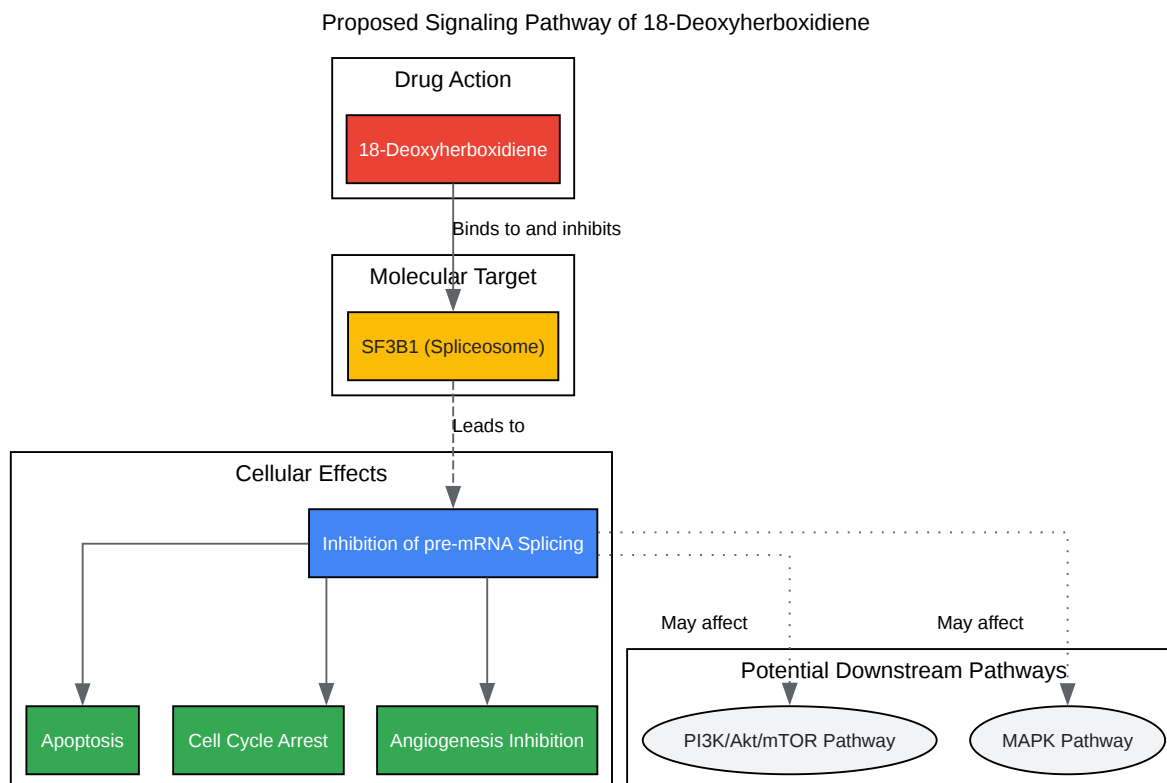 Proposed Signaling Pathway of 18-Deoxyherboxidiene
Drug Action
18-Deoxyherboxidiene
Binds to and inhibits
Molecular Target
SF3B1 (Spliceosome)
Leads to
Cellular Effects
Inhibition of pre-mRNA Splicing
May affect
May affect
Potential Downstream Pathways
Apoptosis
Cell Cycle Arrest
Angiogenesis Inhibition
PI3K/Akt/mTOR Pathway
MAPK Pathway